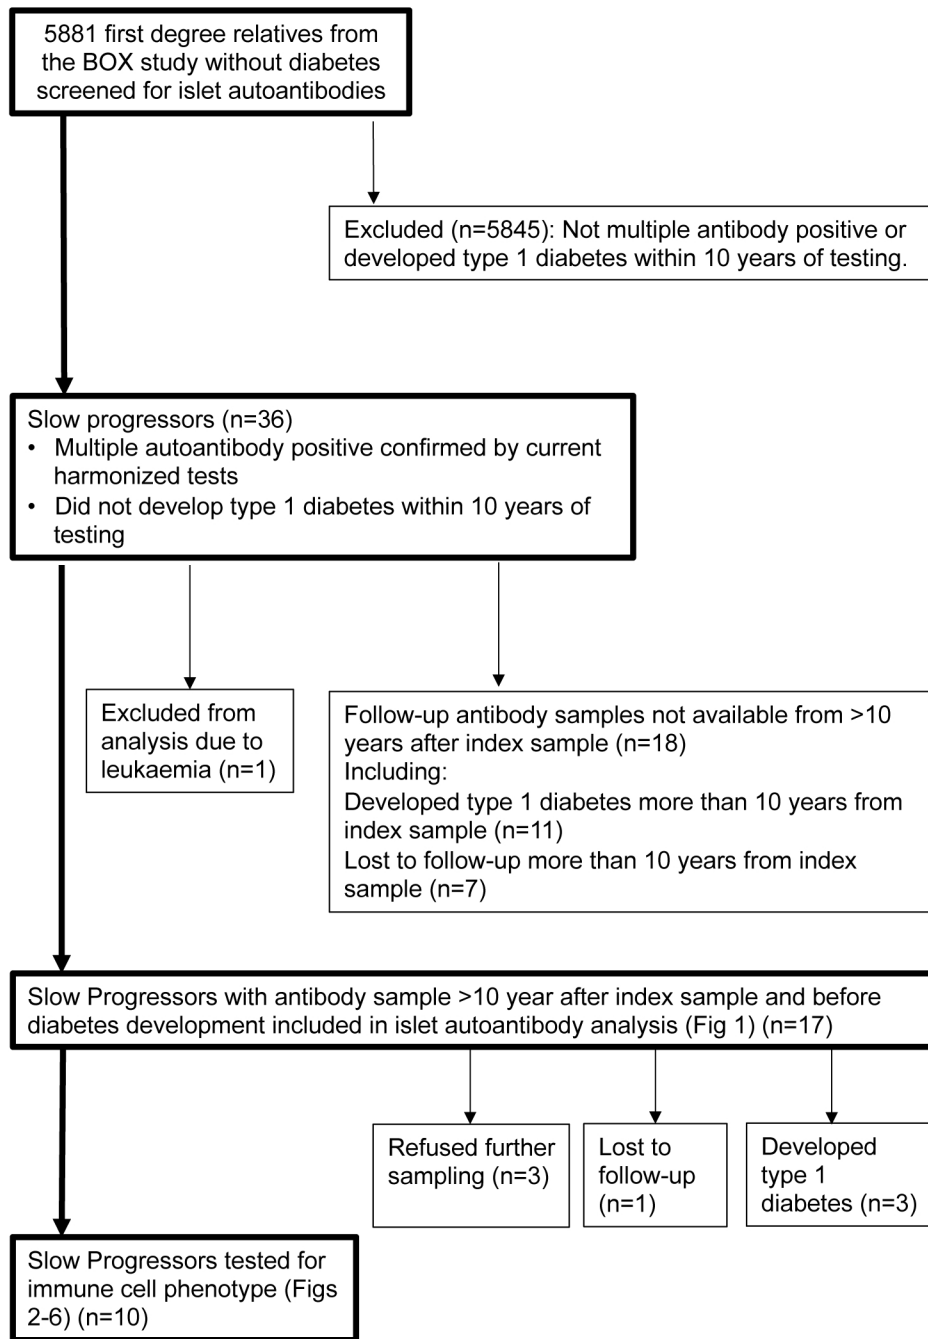 5881 first degree relatives from
the BOX study without diabetes
screened for islet autoantibodies
Excluded (n=5845): Not multiple antibody positive or
developed type 1 diabetes within 10 years of testing.
Slow progressors (n=36)
• Multiple autoantibody positive confirmed by current
harmonized tests
• Did not develop type 1 diabetes within 10 years of
testing
Excluded from
analysis due to
leukaemia (n=1)
Follow-up antibody samples not available from >10
years after index sample (n=18)
Including:
Developed type 1 diabetes more than 10 years from
index sample (n=11)
Lost to follow-up more than 10 years from index
sample (n=7)
Slow Progressors with antibody sample >10 year after index sample and before
diabetes development included in islet autoantibody analysis (Fig 1) (n=17)
Refused further
sampling (n=3)
Lost to
follow-up
(n=1)
Developed
type 1
diabetes (n=3)
Slow Progressors tested for
immune cell phenotype (Figs
2-6) (n=10)